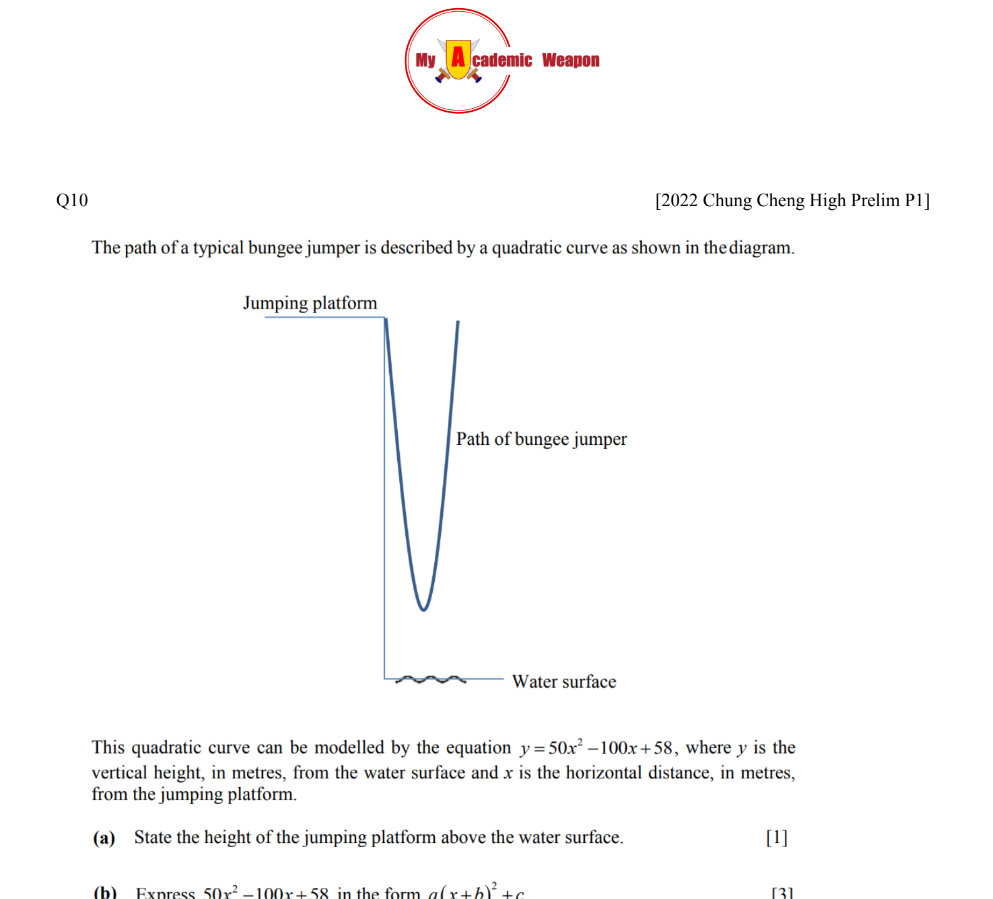 My Academic Weapon
Q10 [2022 Chung Cheng High Prelim P1]
The path of a typical bungee jumper is described by a quadratic curve as shown in the diagram.
Jumping platform
Path of bungee jumper
Water surface
This quadratic curve can be modelled by the equation y = 50x² − 100x + 58, where y is the
vertical height, in metres, from the water surface and x is the horizontal distance, in metres,
from the jumping platform.
(a) State the height of the jumping platform above the water surface. [1]
(b) Express 50x² − 100x + 58 in the form a(x + b)² + c [3]